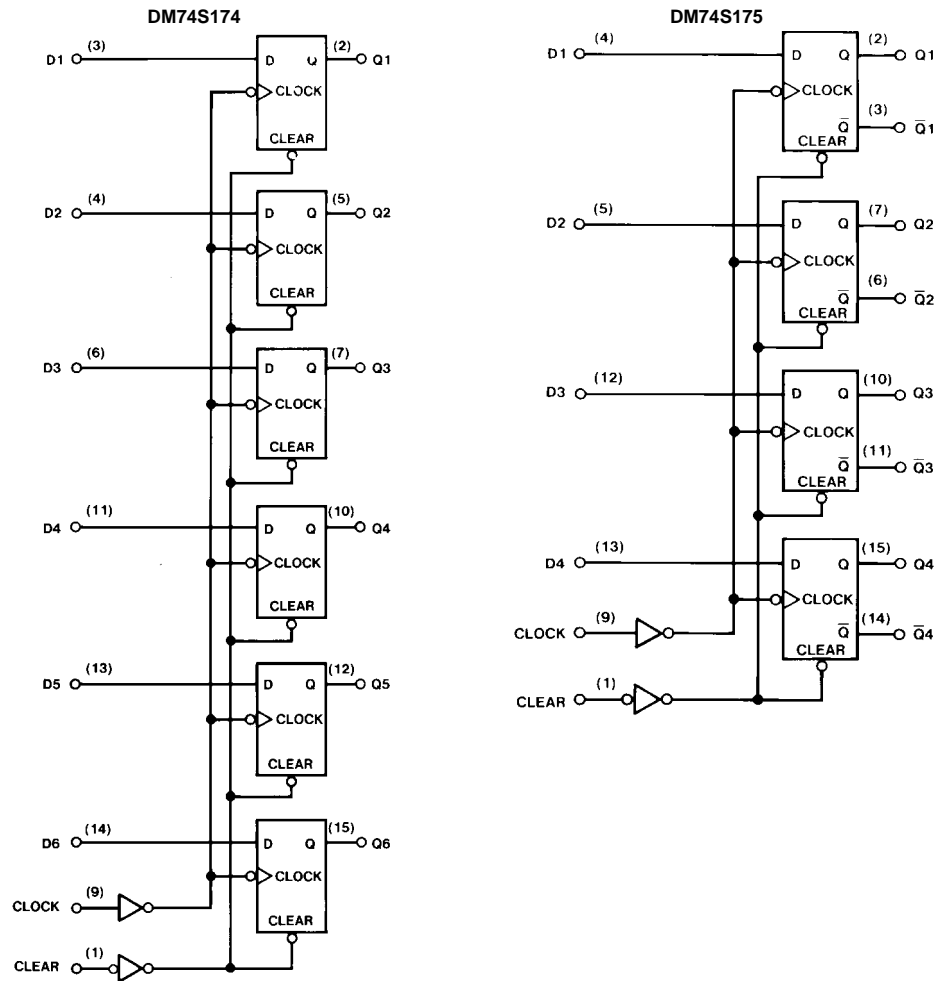 DM74S174
D1 (3) D Q (2) Q1
CLOCK
CLEAR
D2 (4) D Q (5) Q2
CLOCK
CLEAR
D3 (6) D Q (7) Q3
CLOCK
CLEAR
D4 (11) D Q (10) Q4
CLOCK
CLEAR
D5 (13) D Q (12) Q5
CLOCK
CLEAR
D6 (14) D Q (15) Q6
CLOCK
CLEAR
CLOCK (9)
CLEAR (1)
DM74S175
D1 (4) D Q (2) Q1
CLOCK
Q̅ (3) Q̅1
CLEAR
D2 (5) D Q (7) Q2
CLOCK
Q̅ (6) Q̅2
CLEAR
D3 (12) D Q (10) Q3
CLOCK
Q̅ (11) Q̅3
CLEAR
D4 (13) D Q (15) Q4
CLOCK
Q̅ (14) Q̅4
CLEAR
CLOCK (9)
CLEAR (1)